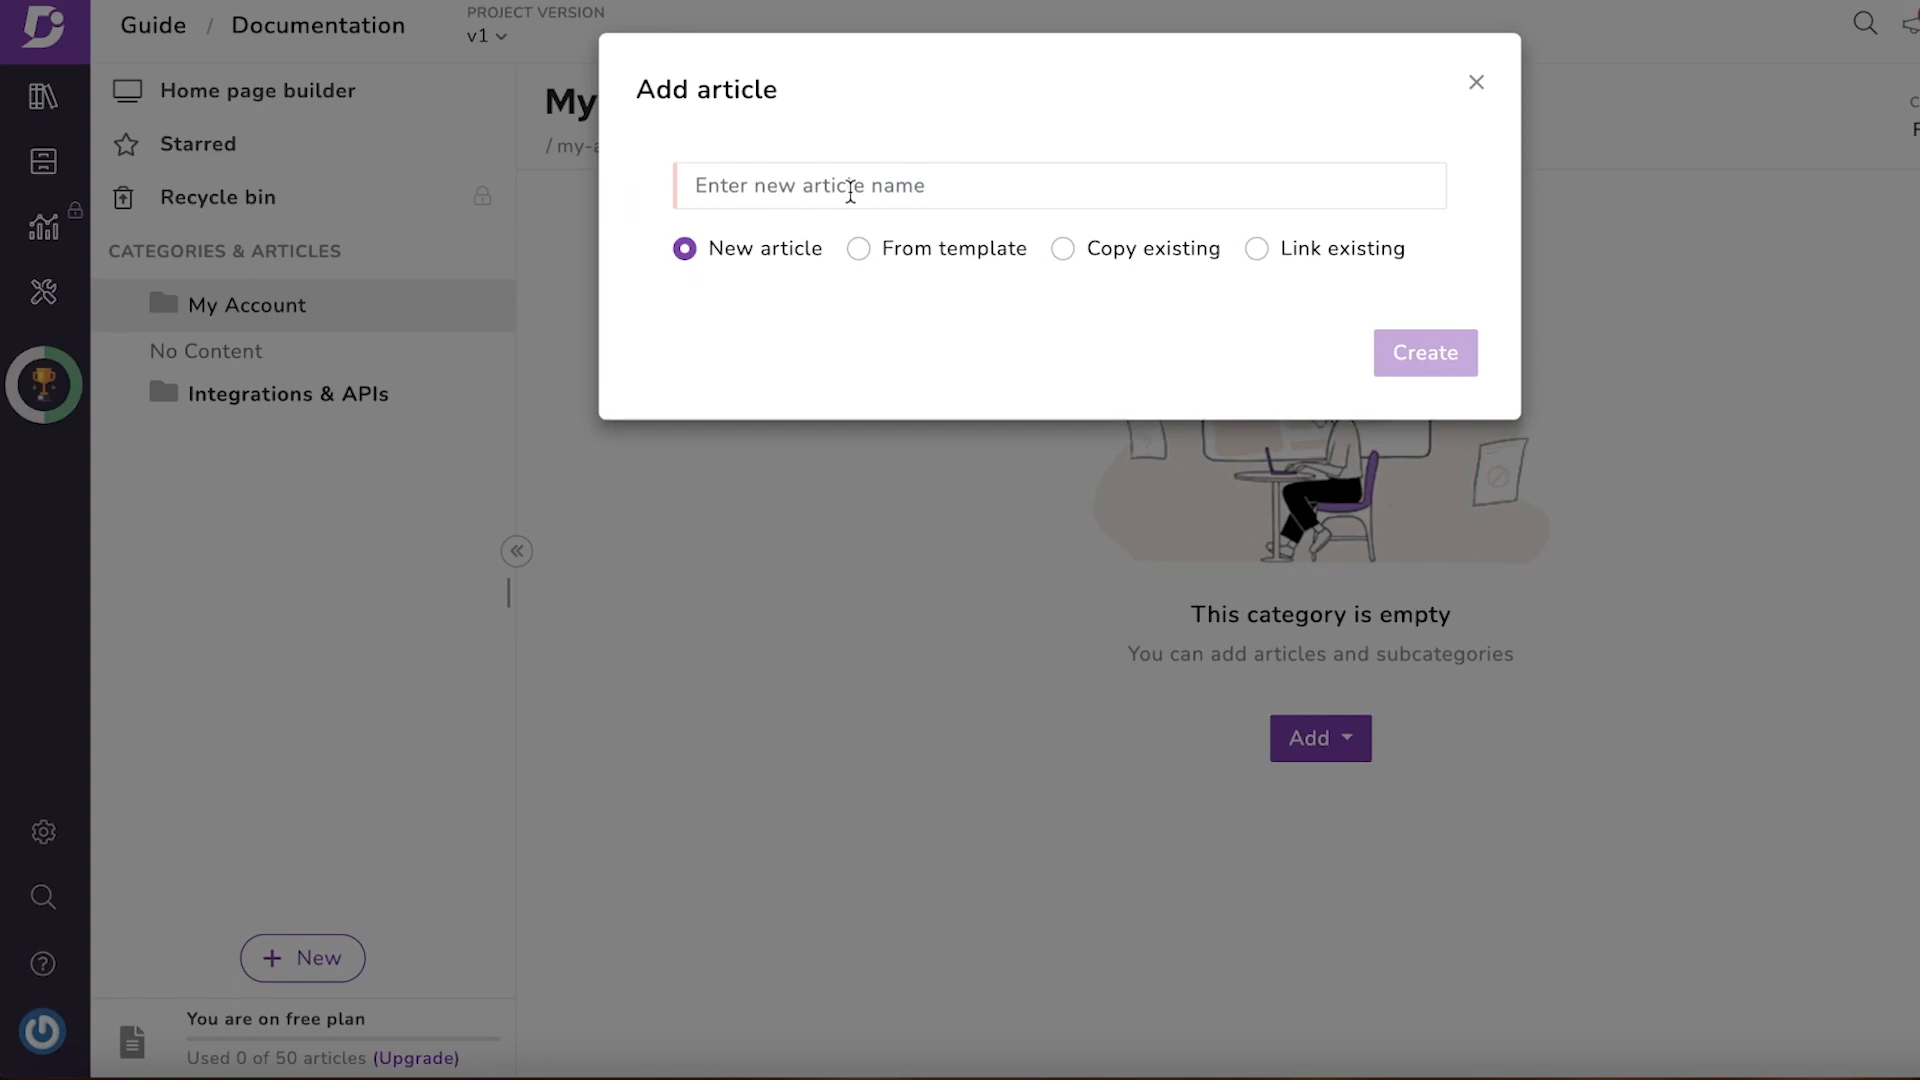 Guide / Documentation
PROJECT VERSION
v1
Home page builder
Starred
Recycle bin
CATEGORIES & ARTICLES
My Account
No Content
Integrations & APIs
+ New
You are on free plan
Used 0 of 50 articles (Upgrade)
My
/ my-a
Add article
Enter new article name
New article
From template
Copy existing
Link existing
Create
This category is empty
You can add articles and subcategories
Add